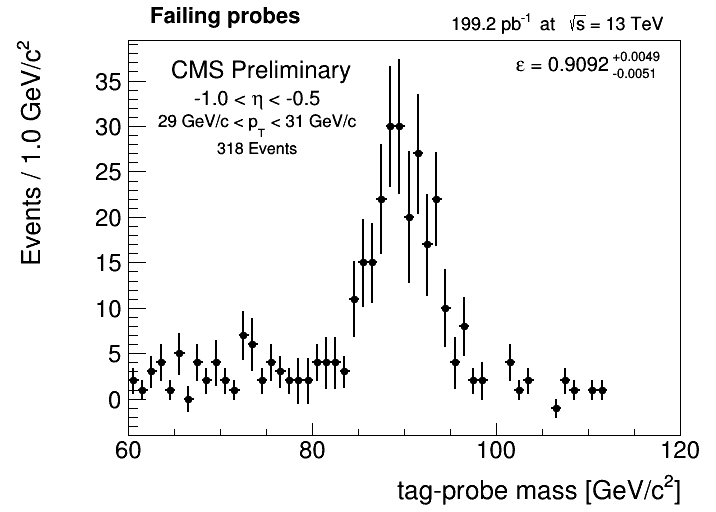 Failing probes
199.2 pb-1 at √s = 13 TeV
CMS Preliminary
ε = 0.9092 +0.0049 -0.0051
-1.0 < η < -0.5
29 GeV/c < pT < 31 GeV/c
318 Events
Events / 1.0 GeV/c2
35
30
25
20
15
10
5
0
60 80 100 120
tag-probe mass [GeV/c2]